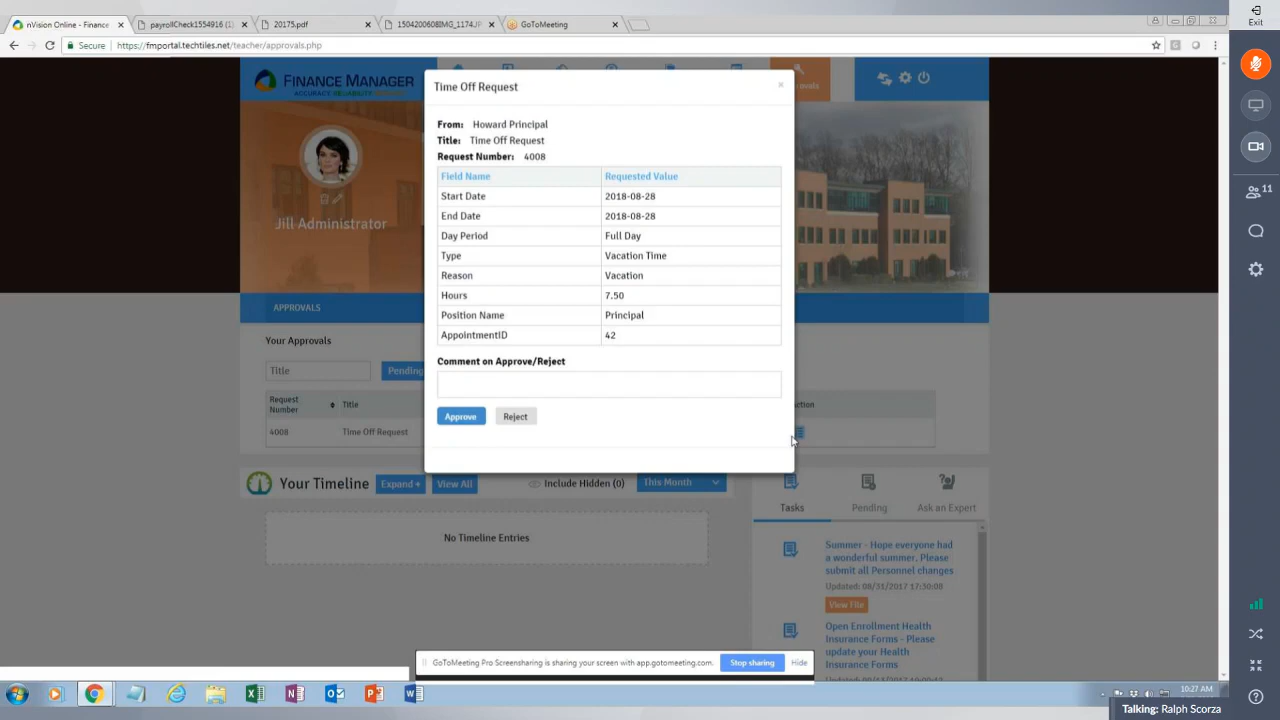 nVision Online - Finance
payrollCheck1554916 (1)
20175.pdf
1504200608IMG_1174.JP
GoToMeeting
Exit
Secure
https://fmportal.techtiles.net/teacher/approvals.php
FINANCE MANAGER
ACCURACY RELIABILITY
mode
Time Off Request
From: Howard Principal
Title: Time Off Request
Request Number: 4008
Field Name Requested Value
Start Date 2018-08-28
End Date 2018-08-28
Day Period Full Day
Type Vacation Time
Reason Vacation
Hours 7.50
Position Name Principal
AppointmentID 42
Comment on Approve/Reject
Approve Reject
11
Jill Administrator
APPROVALS
Your Approvals
Title Pending
Request Number Title ction
4008 Time Off Request
Your Timeline Expand + View All Include Hidden (0) This Month
No Timeline Entries
Tasks Pending Ask an Expert
Summer - Hope everyone had
a wonderful summer. Please
submit all Personnel changes
Updated: 08/31/2017 17:30:08
View File
Open Enrollment Health
Insurance Forms - Please
update your Health
Insurance Forms
GoToMeeting Pro Screensharing is sharing your screen with app.gotomeeting.com. Stop sharing Hide
10:27 AM
Talking: Ralph Scorza